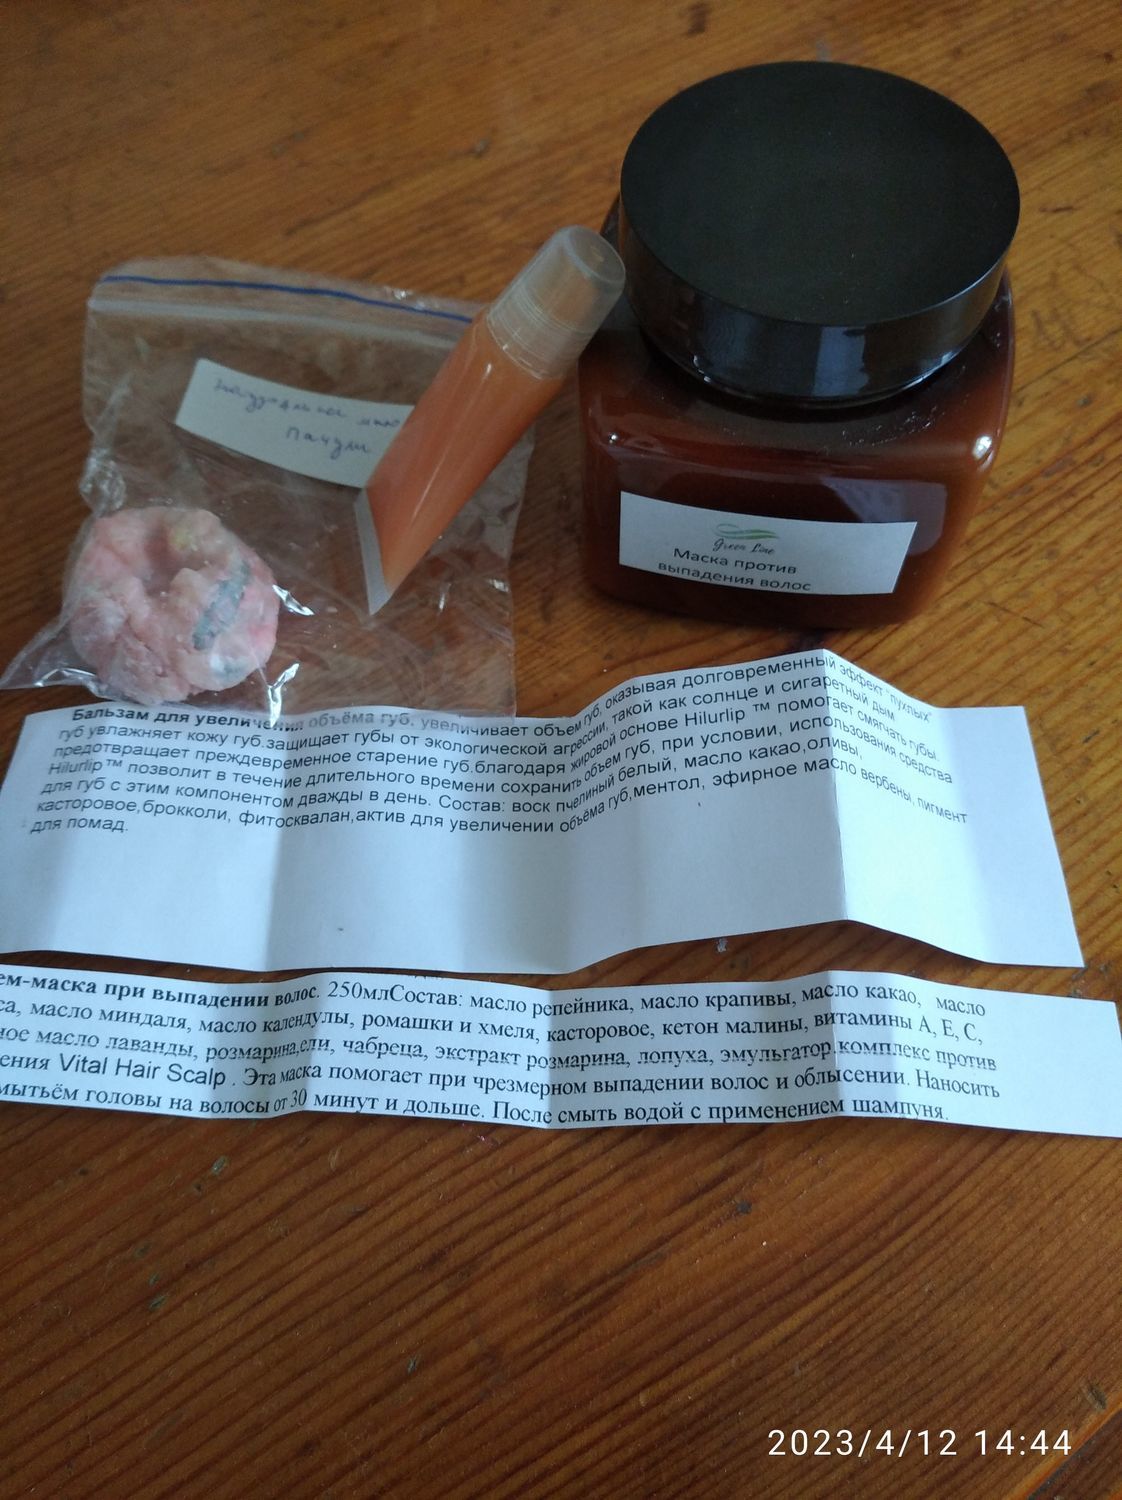 Натуральное мыло
Пачули
Green Line
Маска против
выпадения волос
Бальзам для увеличения объёма губ. увеличивает объем губ, оказывая долговременный эффект "пухлых"
губ увлажняет кожу губ.защищает губы от экологической агрессии, такой как солнце и сигаретный дым
предотвращает преждевременное старение губ.благодаря жировой основе Hilurlip ™ помогает смягчать губы.
Hilurlip™ позволит в течение длительного времени сохранить объем губ, при условии, использования средства
для губ с этим компонентом дважды в день. Состав: воск пчелиный белый, масло какао,оливы,
касторовое,брокколи, фитосквалан,актив для увеличении объёма губ,ментол, эфирное масло вербены, пигмент
для помад.
ем-маска при выпадении волос. 250млСостав: масло репейника, масло крапивы, масло какао, масло
са, масло миндаля, масло календулы, ромашки и хмеля, касторовое, кетон малины, витамины А, Е, С,
ное масло лаванды, розмарина,ели, чабреца, экстракт розмарина, лопуха, эмульгатор.комплекс против
ения Vital Hair Scalp . Эта маска помогает при чрезмерном выпадении волос и облысении. Наносить
мытьём головы на волосы от 30 минут и дольше. После смыть водой с применением шампуня.
2023/4/12 14:44